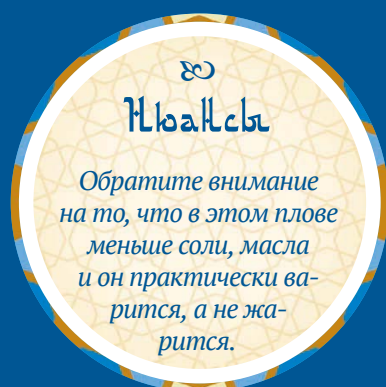 Нюансы
Обратите внимание
на то, что в этом плове
меньше соли, масла
и он практически ва-
рится, а не жа-
рится.